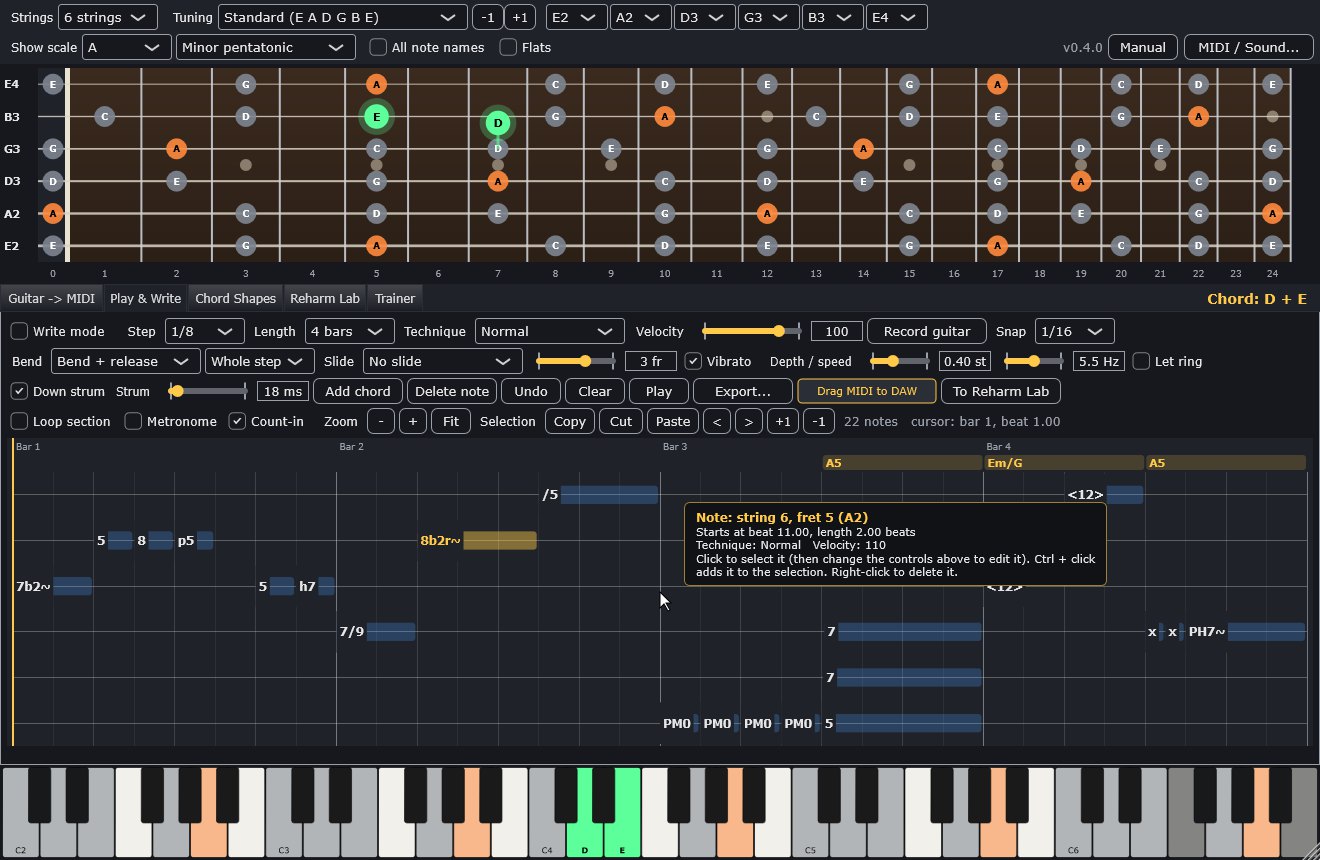 Strings 6 strings Tuning Standard (E A D G B E) -1 +1 E2 A2 D3 G3 B3 E4
Show scale A Minor pentatonic All note names Flats v0.4.0 Manual MIDI / Sound...
E4 E G A C D E G A C D E
B3 C D E D G A C D E G A
G3 G A C D E G A C D E G
D3 D E G A C D E G A C D
A2 A C D E G A C D E G A
E2 E G A C D E G A C D E
0 1 2 3 4 5 6 7 8 9 10 11 12 13 14 15 16 17 18 19 20 21 22 23 24
Guitar -> MIDI Play & Write Chord Shapes Reharm Lab Trainer Chord: D + E
Write mode Step 1/8 Length 4 bars Technique Normal Velocity 100 Record guitar Snap 1/16
Bend Bend + release Whole step Slide No slide 3 fr Vibrato Depth / speed 0.40 st 5.5 Hz Let ring
Down strum Strum 18 ms Add chord Delete note Undo Clear Play Export... Drag MIDI to DAW To Reharm Lab
Loop section Metronome Count-in Zoom - + Fit Selection Copy Cut Paste < > +1 -1 22 notes cursor: bar 1, beat 1.00
Bar 1 Bar 2 Bar 3 Bar 4
A5 Em/G A5
/5 <12>
Note: string 6, fret 5 (A2)
Starts at beat 11.00, length 2.00 beats
Technique: Normal Velocity: 110
Click to select it (then change the controls above to edit it). Ctrl + click
adds it to the selection. Right-click to delete it.
5 8 p5 8b2r~
7b2~ 5 h7 <12>
7/9 7 x x PH7~
7
PM0 PM0 PM0 PM0 5
C2 C3 C4 D E C5 C6